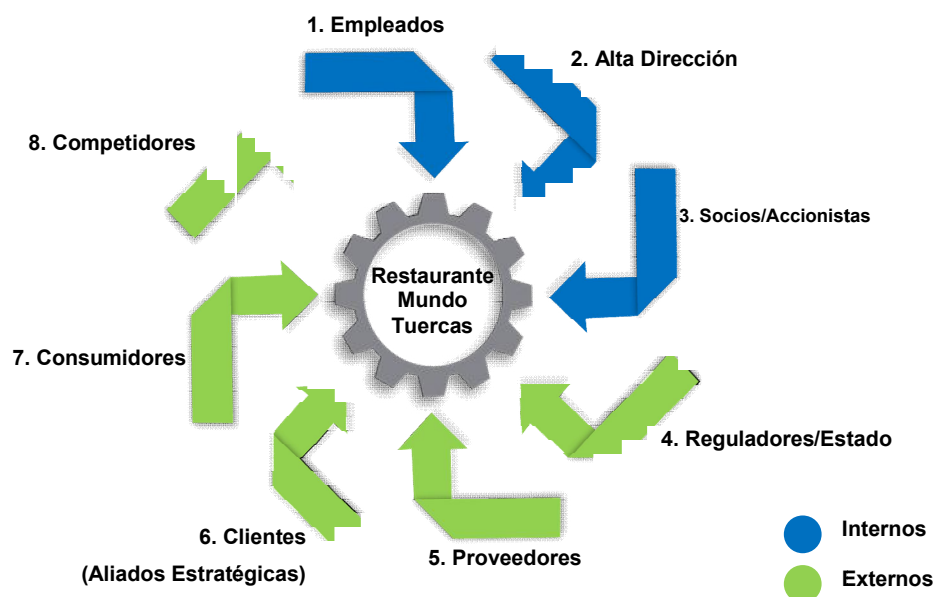 1. Empleados
2. Alta Dirección
8. Competidores
3. Socios/Accionistas
Restaurante
Mundo
Tuercas
7. Consumidores
4. Reguladores/Estado
6. Clientes
(Aliados Estratégicas)
5. Proveedores
Internos
Externos